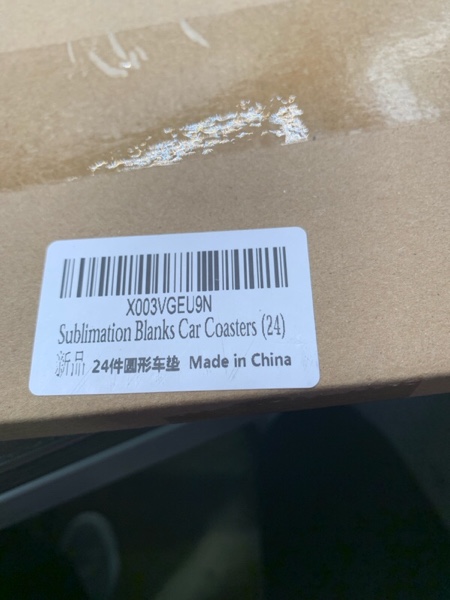 X003VGEU9N
Sublimation Blanks Car Coasters (24)
新品 24件圆形车垫 Made in China